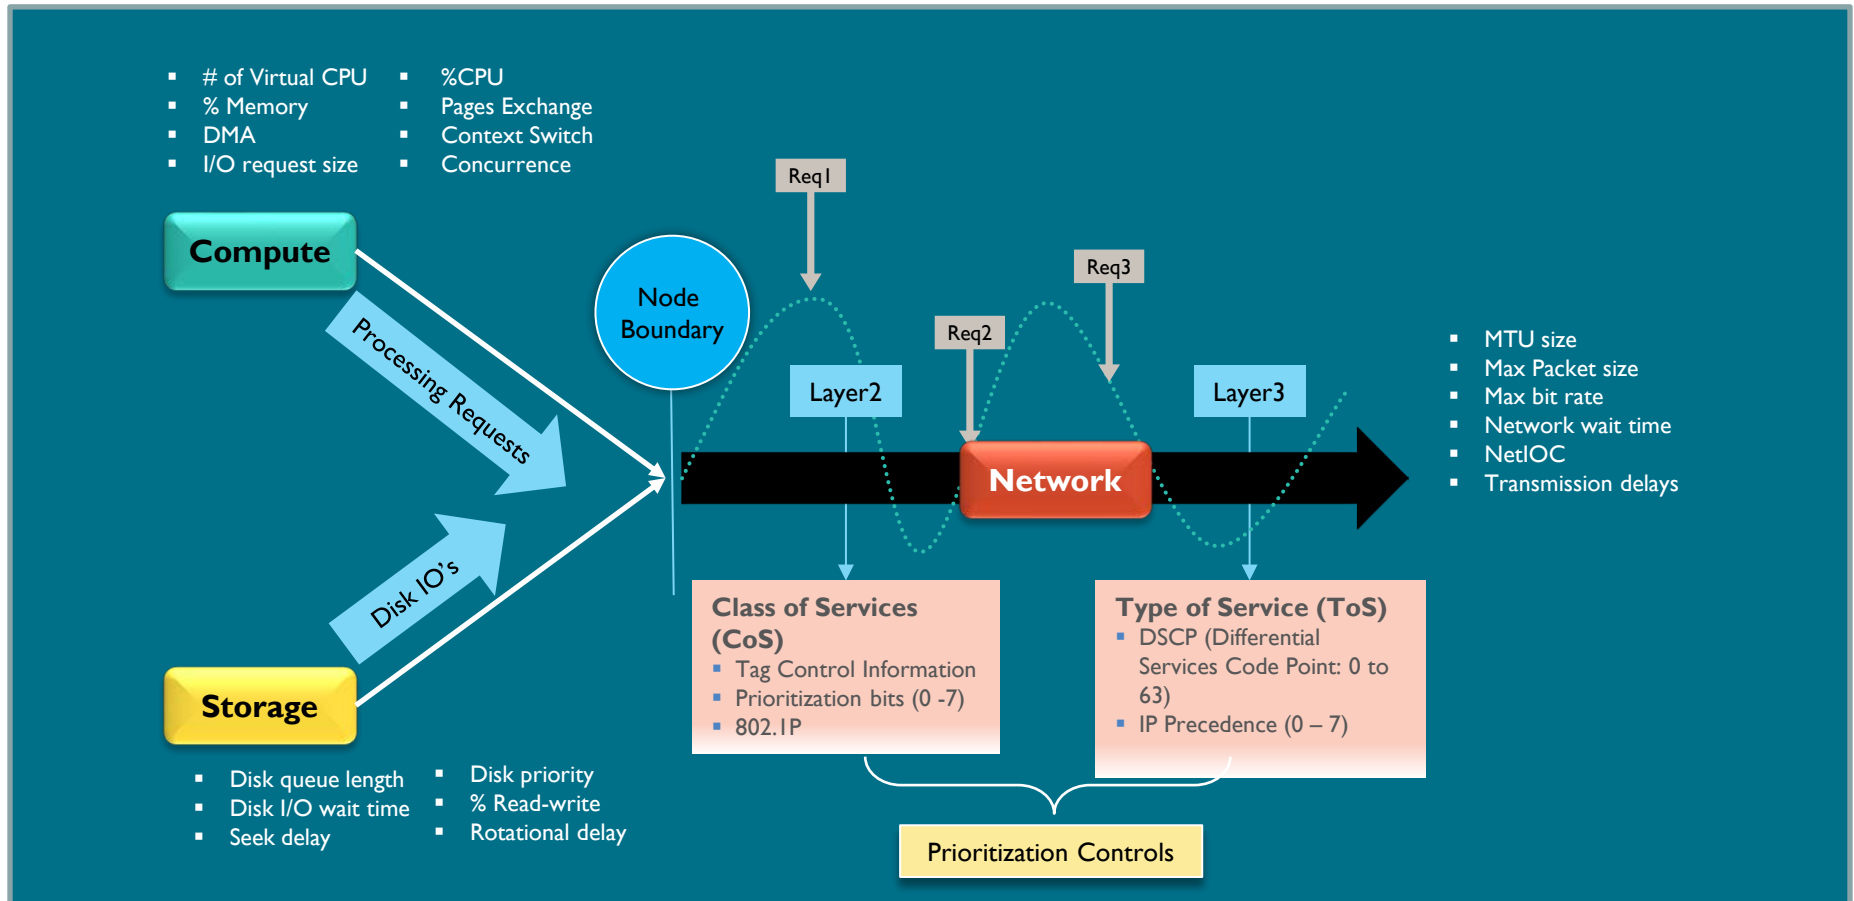 # of Virtual CPU
% Memory
DMA
I/O request size
%CPU
Pages Exchange
Context Switch
Concurrence
Compute
Processing Requests
Disk IO's
Storage
Disk queue length
Disk I/O wait time
Seek delay
Disk priority
% Read-write
Rotational delay
Node
Boundary
Req1
Req2
Req3
Layer2
Layer3
Network
MTU size
Max Packet size
Max bit rate
Network wait time
NetIOC
Transmission delays
Class of Services
(CoS)
Tag Control Information
Prioritization bits (0 -7)
802.1P
Type of Service (ToS)
DSCP (Differential
Services Code Point: 0 to
63)
IP Precedence (0 – 7)
Prioritization Controls